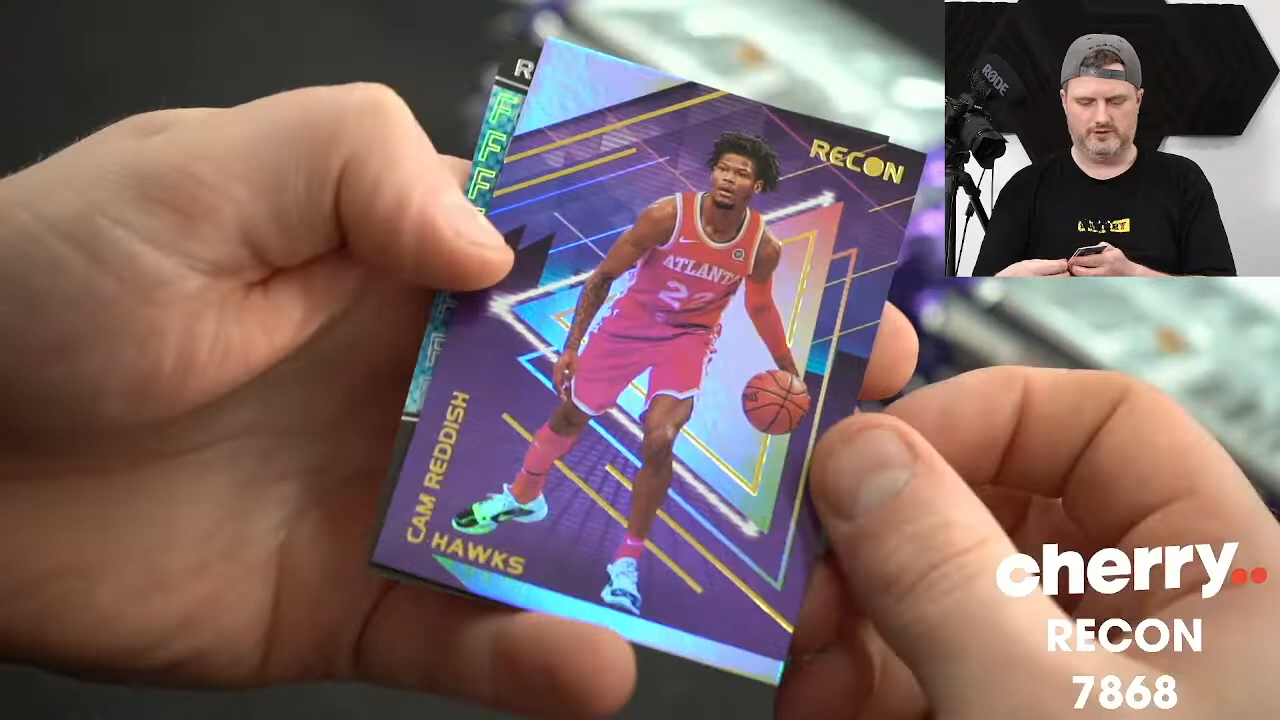 RECON
ATLANTA
22
CAM REDDISH
HAWKS
R
F
F
F
RØDE
cherry..
RECON
7868